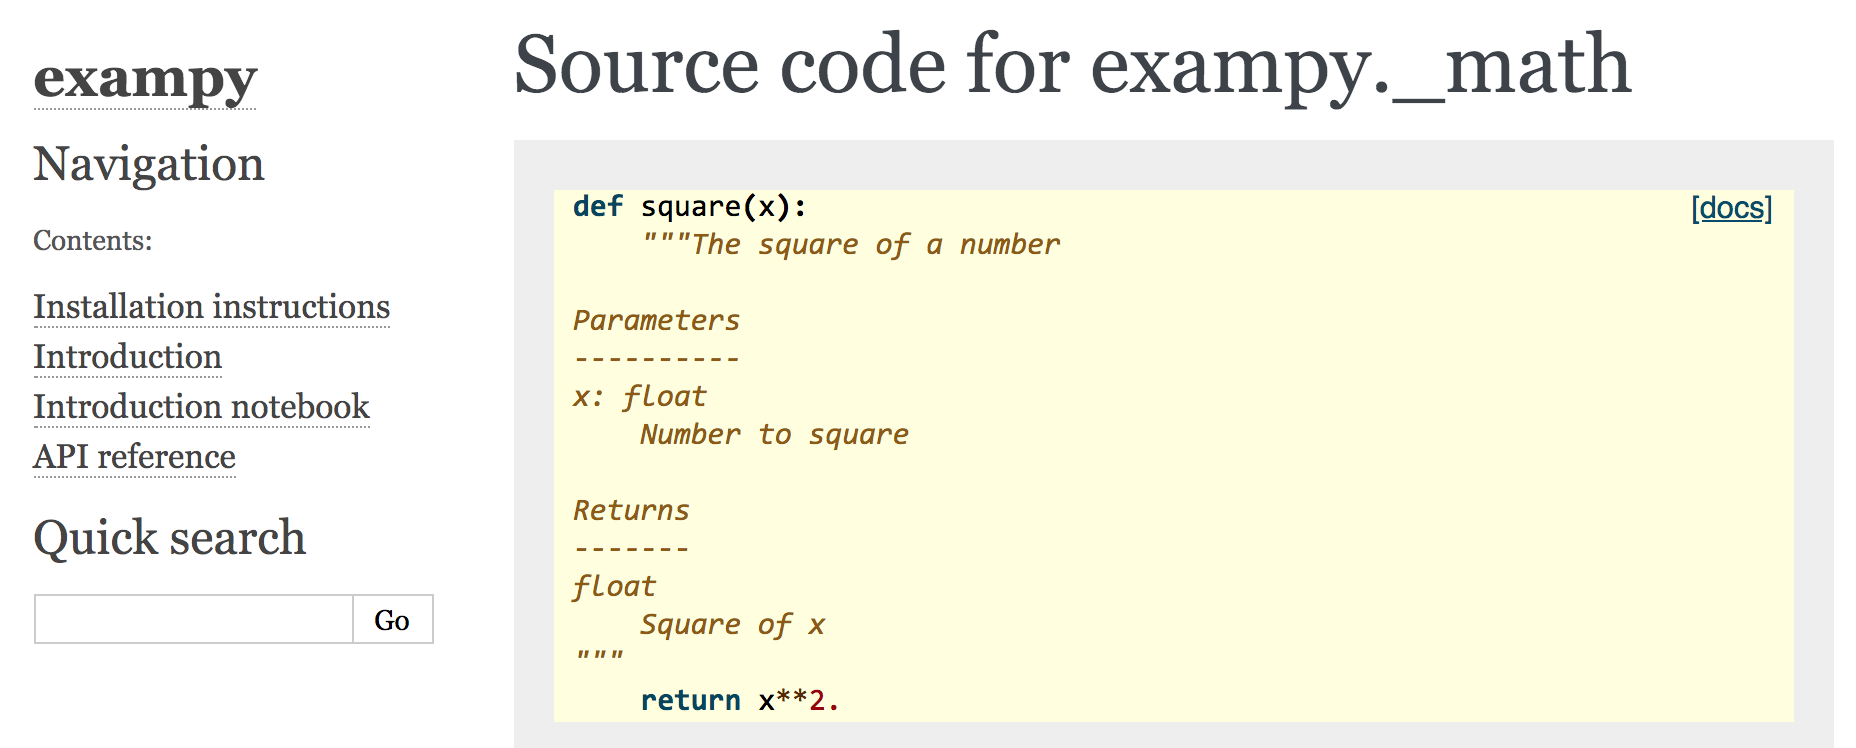 exampy
Navigation
Contents:
Installation instructions
Introduction
Introduction notebook
API reference
Quick search
Go
Source code for exampy._math
def square(x):
[docs]
    """The square of a number

Parameters
----------
x: float
    Number to square

Returns
-------
float
    Square of x
"""
    return x**2.